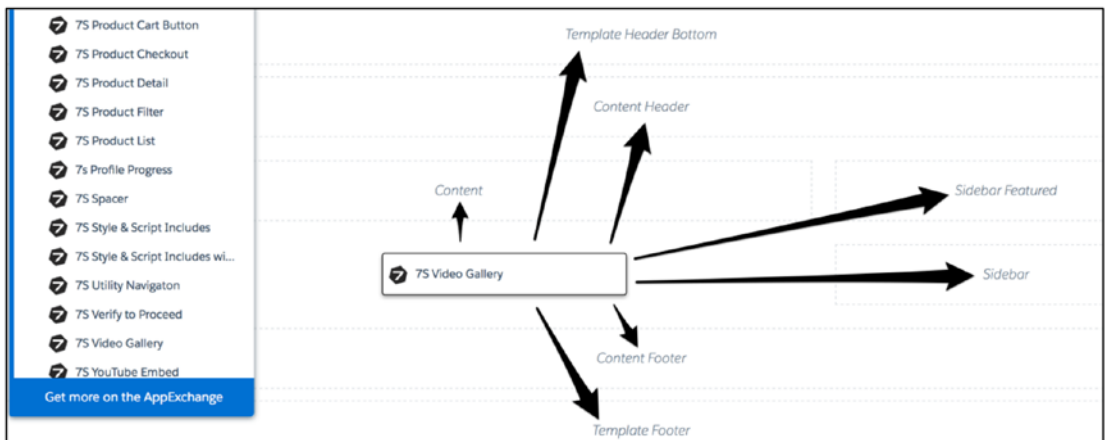 7S Product Cart Button
7S Product Checkout
7S Product Detail
7S Product Filter
7S Product List
7s Profile Progress
7S Spacer
7S Style & Script Includes
7S Style & Script Includes wi...
7S Utility Navigaton
7S Verify to Proceed
7S Video Gallery
7S YouTube Embed
Get more on the AppExchange
Template Header Bottom
Content Header
Content
Sidebar Featured
7S Video Gallery
Sidebar
Content Footer
Template Footer